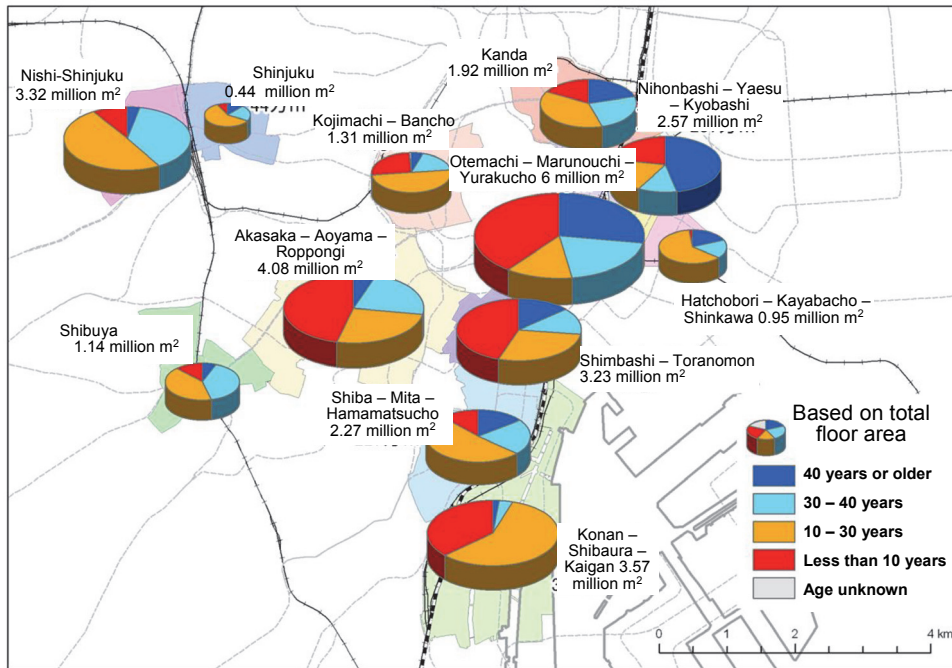 Nishi-Shinjuku
3.32 million m²
Shinjuku
0.44 million m²
Kojimachi – Bancho
1.31 million m²
Kanda
1.92 million m²
Nihonbashi – Yaesu
– Kyobashi
2.57 million m²
Otemachi – Marunouchi –
Yurakucho 6 million m²
Akasaka – Aoyama –
Roppongi
4.08 million m²
Hatchobori – Kayabacho –
Shinkawa 0.95 million m²
Shibuya
1.14 million m²
Shimbashi – Toranomon
3.23 million m²
Shiba – Mita –
Hamamatsucho
2.27 million m²
Konan –
Shibaura –
Kaigan 3.57
million m²
Based on total
floor area
40 years or older
30 – 40 years
10 – 30 years
Less than 10 years
Age unknown
0 1 2 4 km